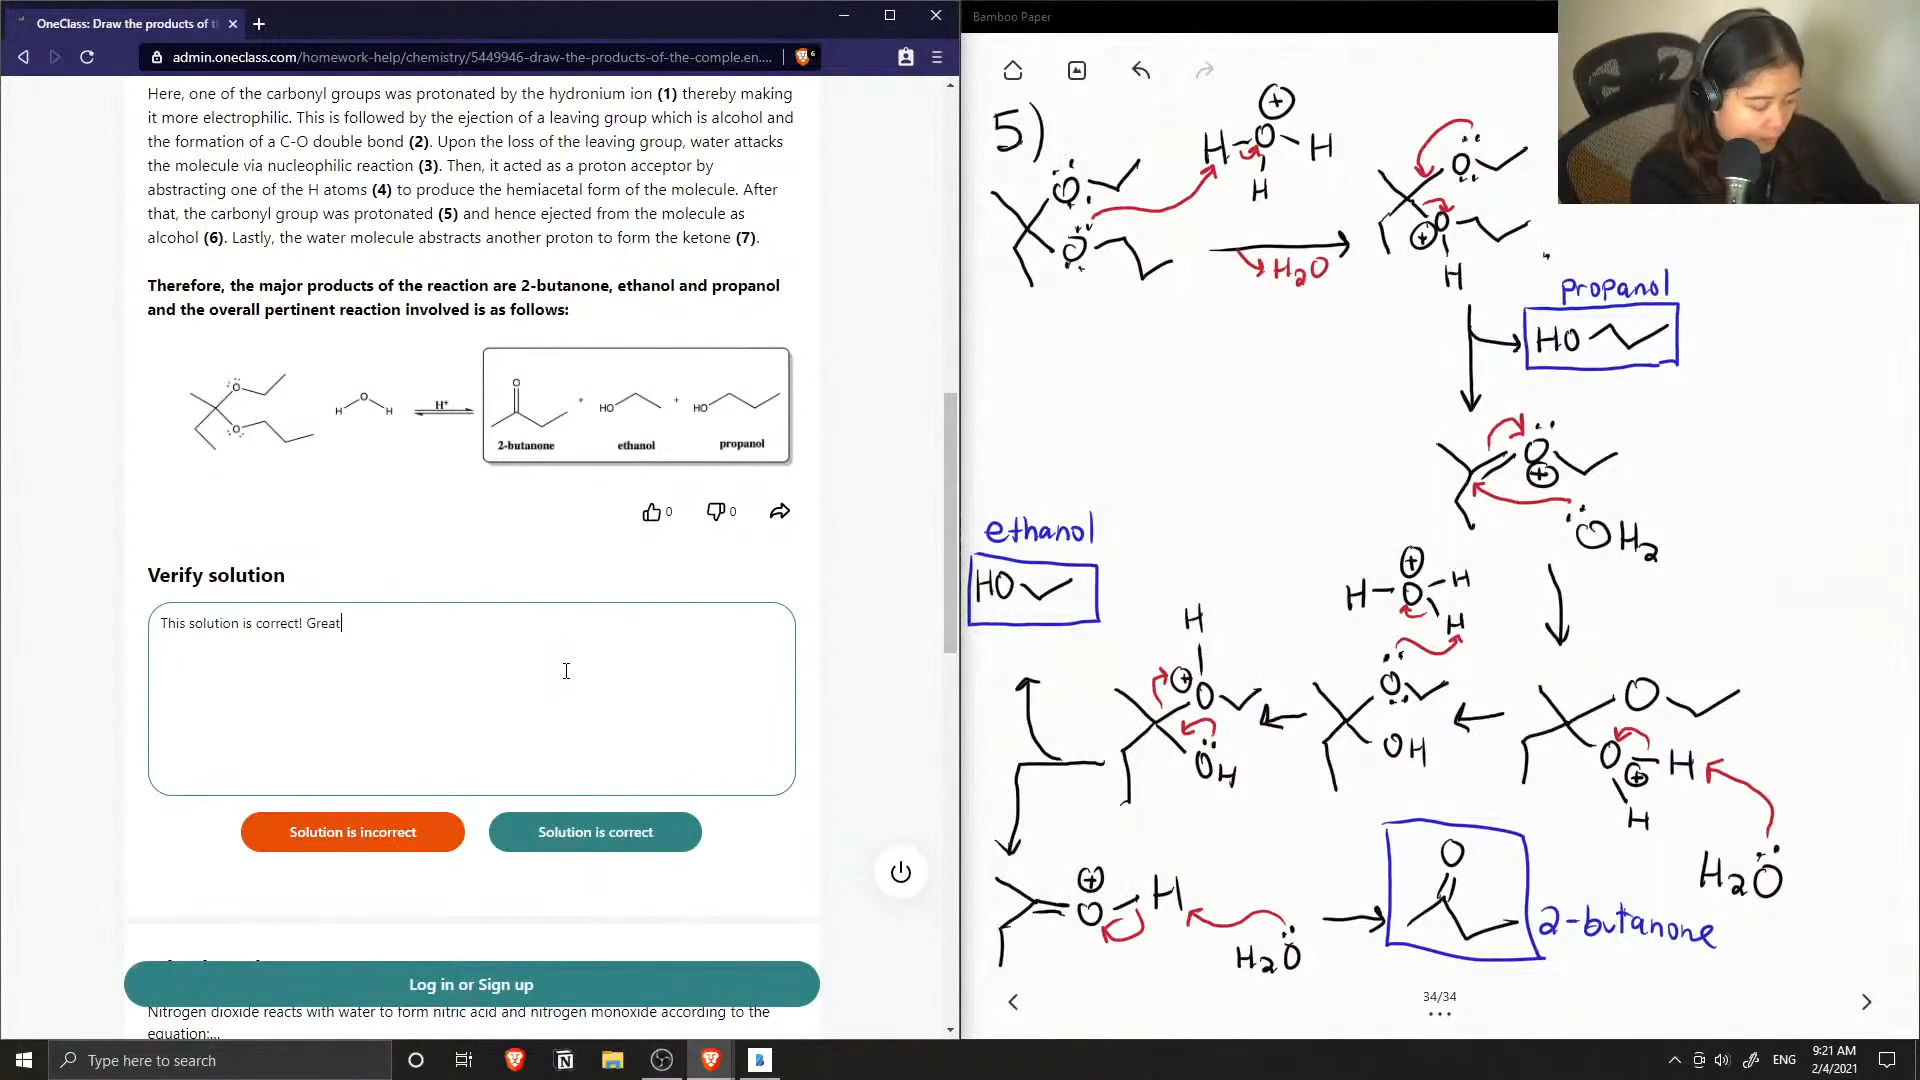 OneClass: Draw the products of t
admin.oneclass.com/homework-help/chemistry/5449946-draw-the-products-of-the-comple.en....
6
Here, one of the carbonyl groups was protonated by the hydronium ion (1) thereby making
it more electrophilic. This is followed by the ejection of a leaving group which is alcohol and
the formation of a C-O double bond (2). Upon the loss of the leaving group, water attacks
the molecule via nucleophilic reaction (3). Then, it acted as a proton acceptor by
abstracting one of the H atoms (4) to produce the hemiacetal form of the molecule. After
that, the carbonyl group was protonated (5) and hence ejected from the molecule as
alcohol (6). Lastly, the water molecule abstracts another proton to form the ketone (7).
Therefore, the major products of the reaction are 2-butanone, ethanol and propanol
and the overall pertinent reaction involved is as follows:
O
O
H O H
H+
O
+ HO
+ HO
2-butanone ethanol propanol
0 0
Verify solution
This solution is correct! Great
Solution is incorrect Solution is correct
Log in or Sign up
Nitrogen dioxide reacts with water to form nitric acid and nitrogen monoxide according to the
equation:...
Type here to search
Bamboo Paper
5)
+
H O H
H
O
O
H2O
O
O
+
H
propanol
HO
O
+
OH2
ethanol
HO
+
H O H
H
H
+
O
OH
O
OH
O
O H
+
H
H2O
+
O H
H2O
O
2-butanone
34/34
ENG
9:21 AM
2/4/2021